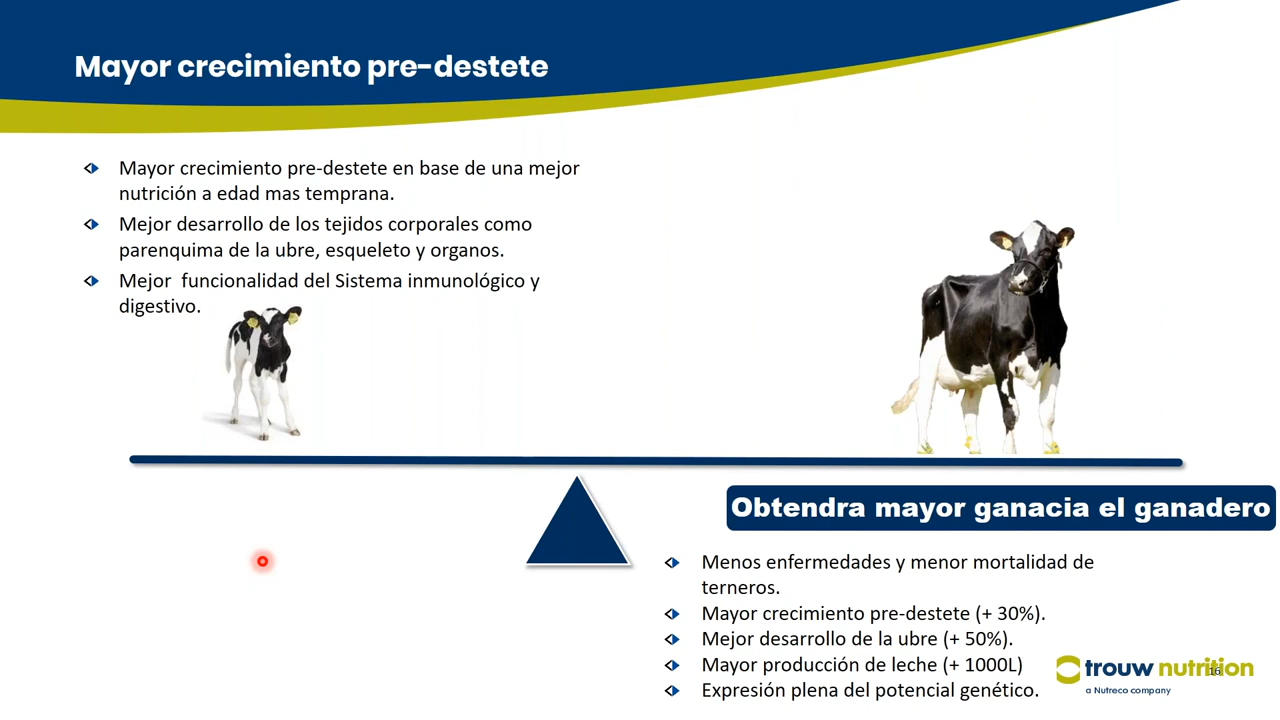 Mayor crecimiento pre-destete
Mayor crecimiento pre-destete en base de una mejor
nutrición a edad mas temprana.
Mejor desarrollo de los tejidos corporales como
parenquima de la ubre, esqueleto y organos.
Mejor  funcionalidad del Sistema inmunológico y
digestivo.
Obtendra mayor ganacia el ganadero
Menos enfermedades y menor mortalidad de
terneros.
Mayor crecimiento pre-destete (+ 30%).
Mejor desarrollo de la ubre (+ 50%).
Mayor producción de leche (+ 1000L)
Expresión plena del potencial genético.
trouw nutrition
16
a Nutreco company